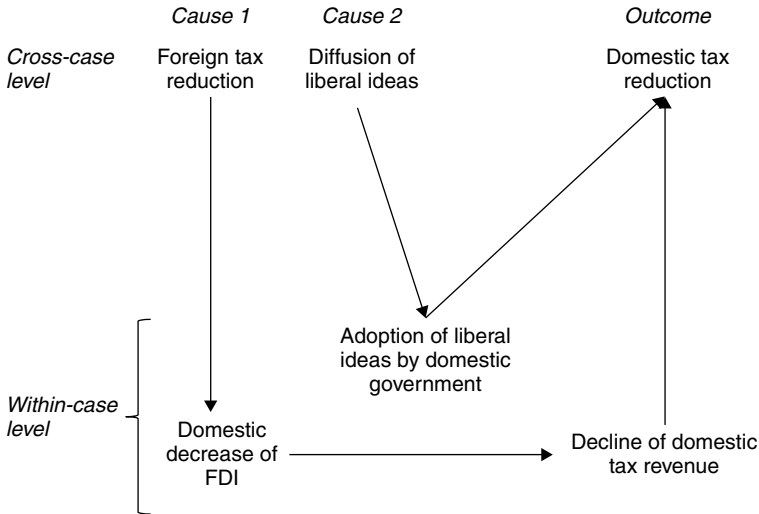 Cause 1
Cause 2
Outcome
Cross-case
level
Foreign tax
reduction
Diffusion of
liberal ideas
Domestic tax
reduction
Adoption of liberal
ideas by domestic
government
Within-case
level
Domestic
decrease of
FDI
Decline of domestic
tax revenue